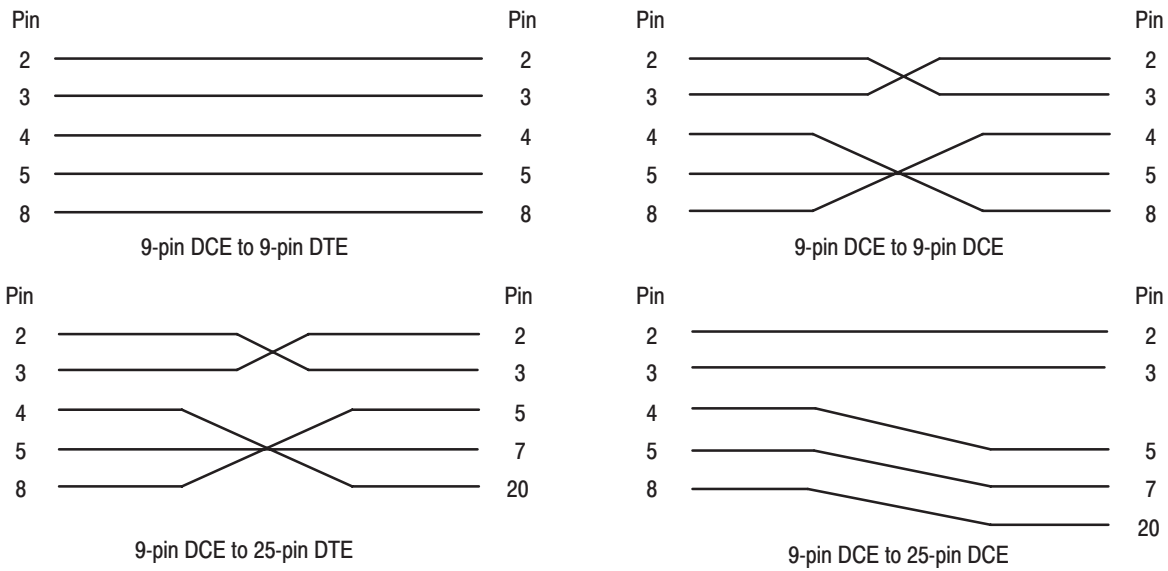 Pin Pin
2 2
3 3
4 4
5 5
8 8
9-pin DCE to 9-pin DTE
Pin Pin
2 2
3 3
4 4
5 5
8 8
9-pin DCE to 9-pin DCE
Pin Pin
2 2
3 3
4 5
5 7
8 20
9-pin DCE to 25-pin DTE
Pin Pin
2 2
3 3
4 5
5 7
8 20
9-pin DCE to 25-pin DCE